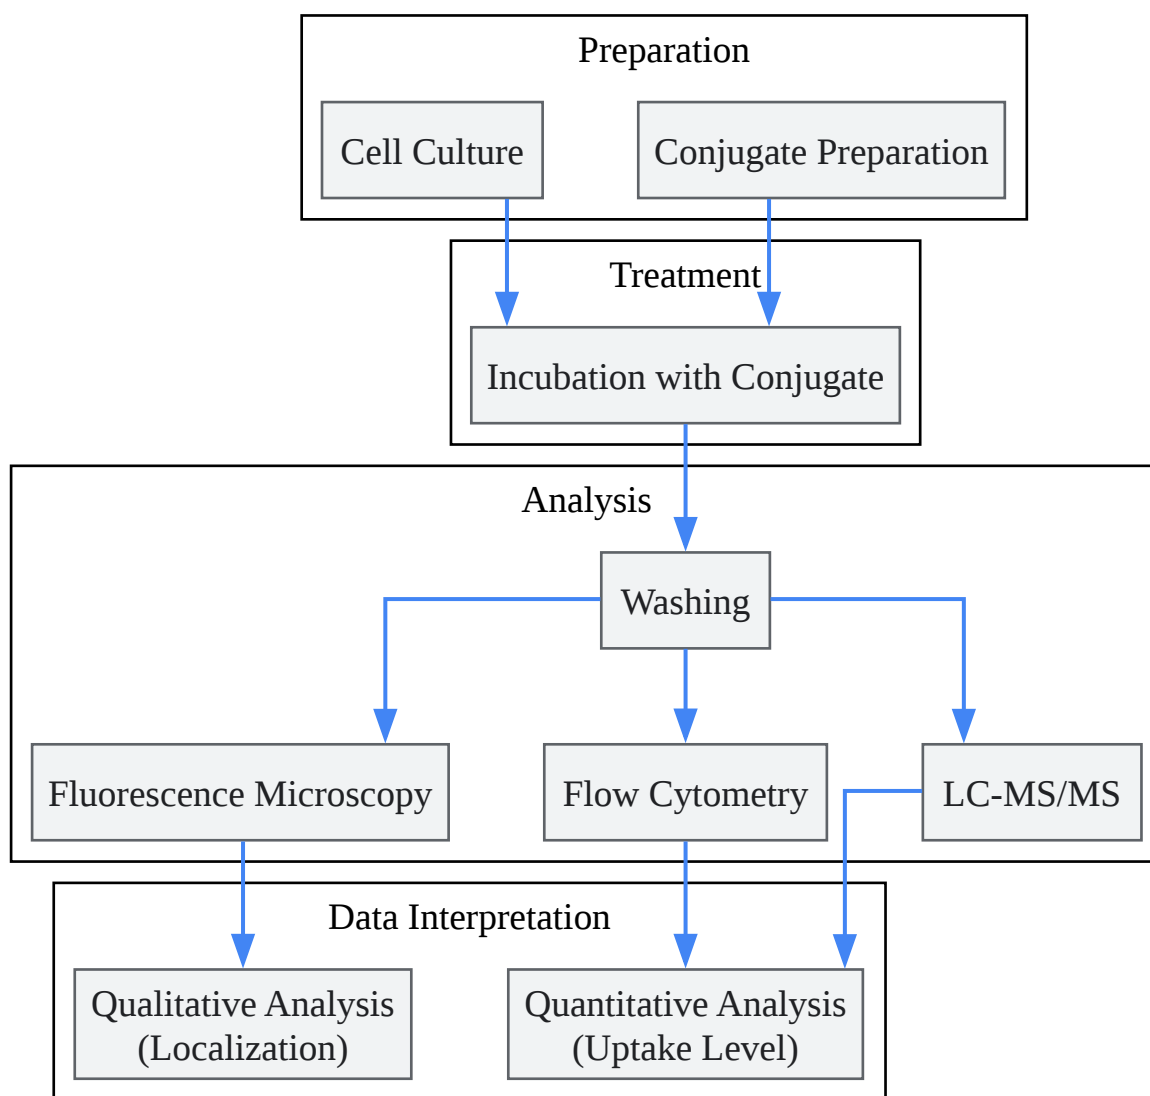 Preparation
Cell Culture
Conjugate Preparation
Treatment
Incubation with Conjugate
Analysis
Washing
Fluorescence Microscopy
Flow Cytometry
LC-MS/MS
Data Interpretation
Qualitative Analysis
(Localization)
Quantitative Analysis
(Uptake Level)